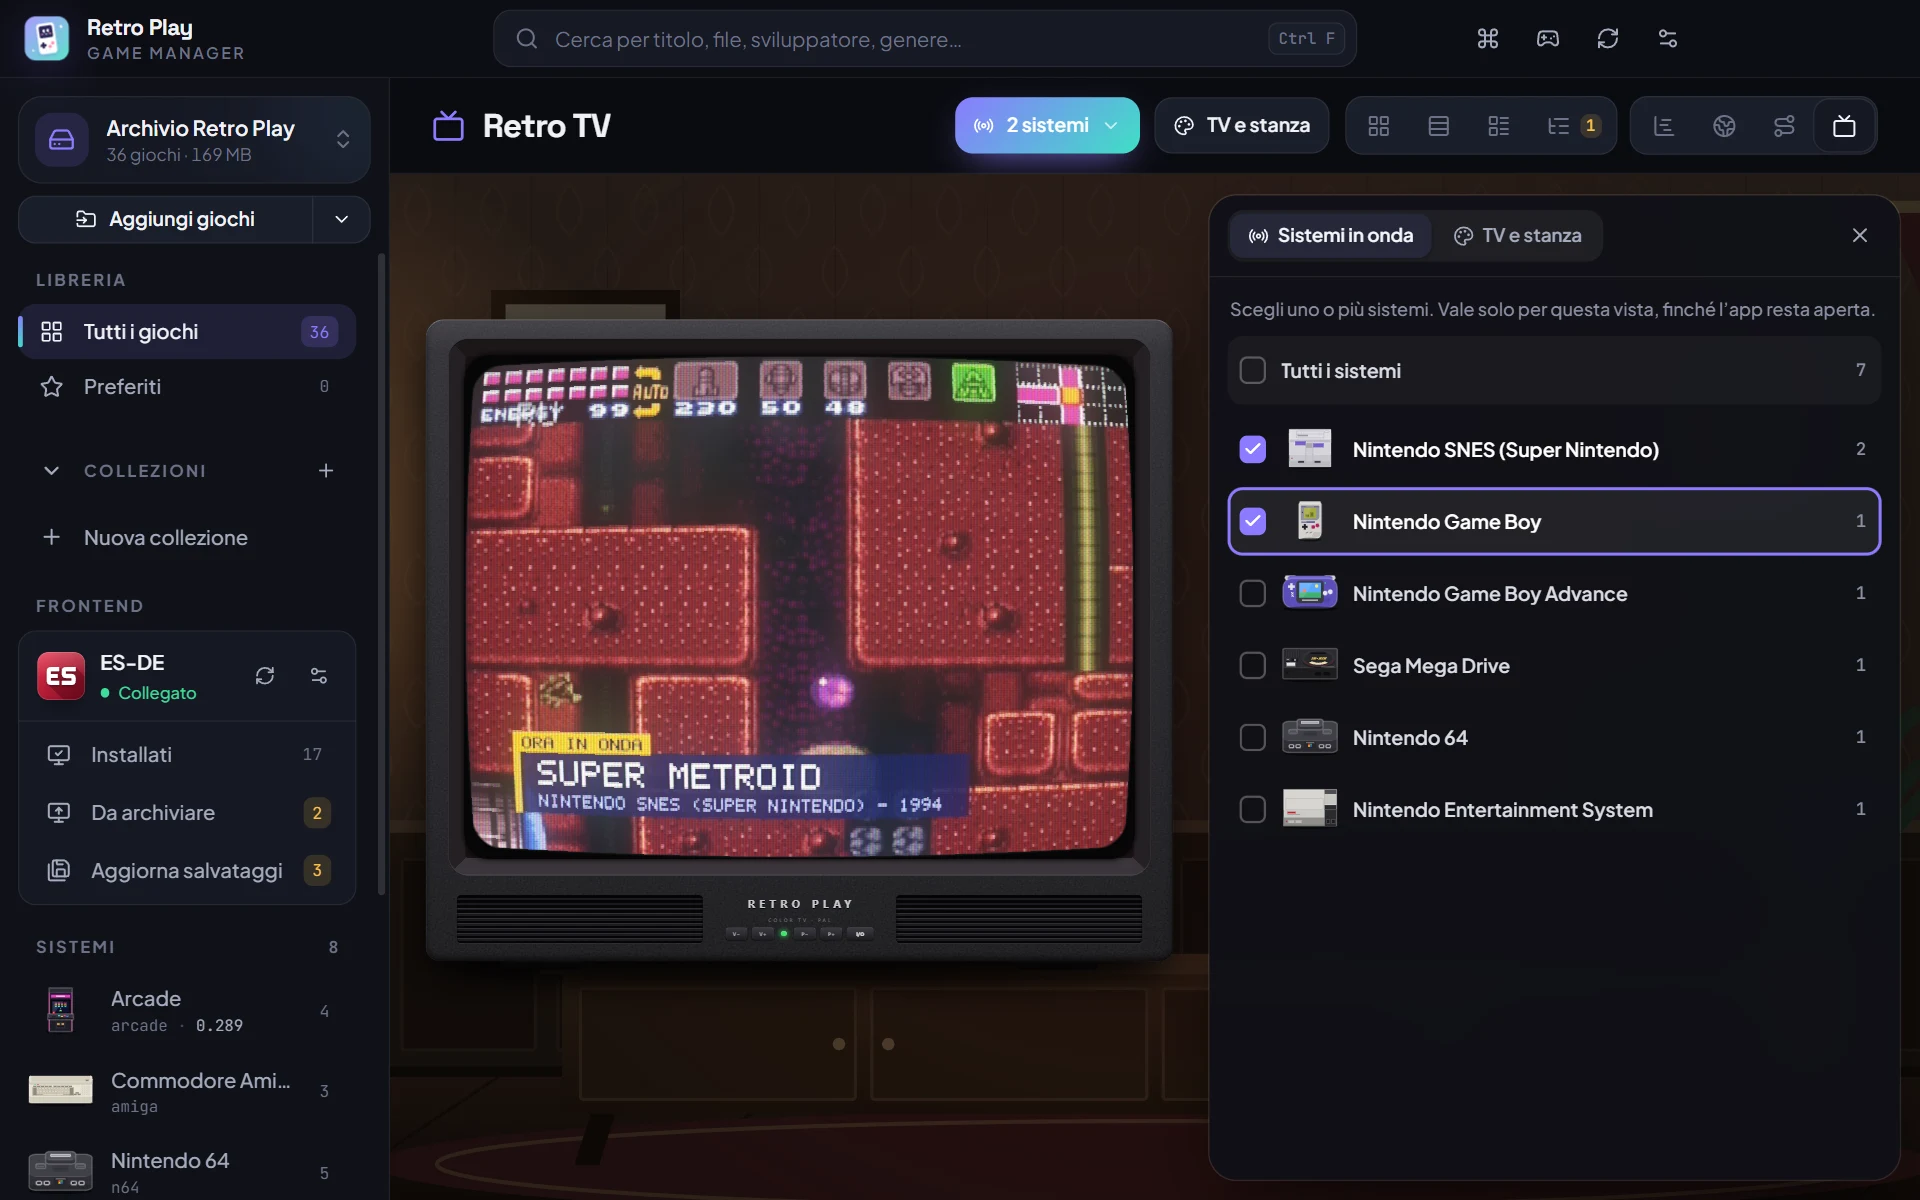 Retro Play
GAME MANAGER
Cerca per titolo, file, sviluppatore, genere...
Ctrl F
Archivio Retro Play
36 giochi · 169 MB
Aggiungi giochi
LIBRERIA
Tutti i giochi
36
Preferiti
0
COLLEZIONI
Nuova collezione
FRONTEND
ES
ES-DE
Collegato
Installati
17
Da archiviare
2
Aggiorna salvataggi
3
SISTEMI
8
Arcade
arcade · 0.289
4
Commodore Ami...
amiga
3
Nintendo 64
n64
5
Retro TV
2 sistemi
TV e stanza
1
ENERGY 99
AUTO
230
50
40
ORA IN ONDA
SUPER METROID
NINTENDO SNES (SUPER NINTENDO) – 1994
RETRO PLAY
COLOR TV · PAL
V-
V+
P-
P+
I/O
Sistemi in onda
TV e stanza
Scegli uno o più sistemi. Vale solo per questa vista, finché l'app resta aperta.
Tutti i sistemi
7
Nintendo SNES (Super Nintendo)
2
Nintendo Game Boy
1
Nintendo Game Boy Advance
1
Sega Mega Drive
1
Nintendo 64
1
Nintendo Entertainment System
1